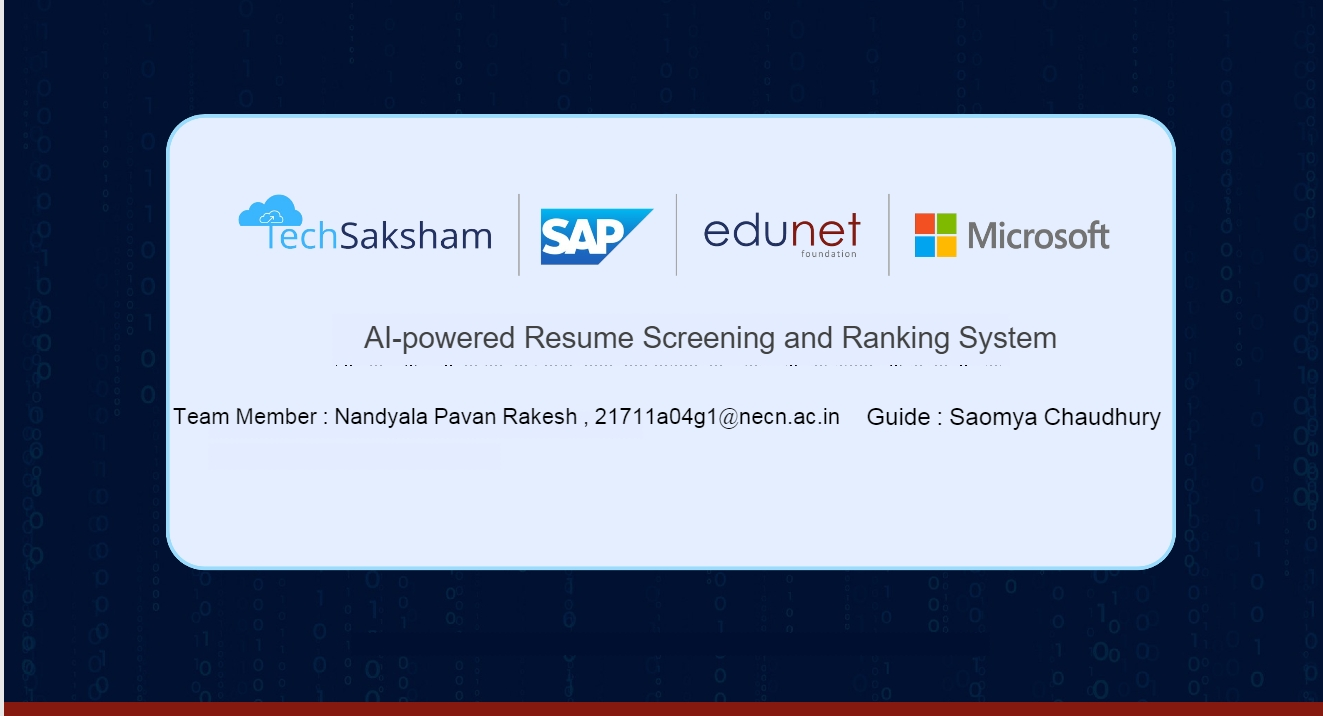 TechSaksham
SAP
edunet
foundation
Microsoft
AI-powered Resume Screening and Ranking System
Team Member : Nandyala Pavan Rakesh , 21711a04g1@necn.ac.in Guide : Saomya Chaudhury